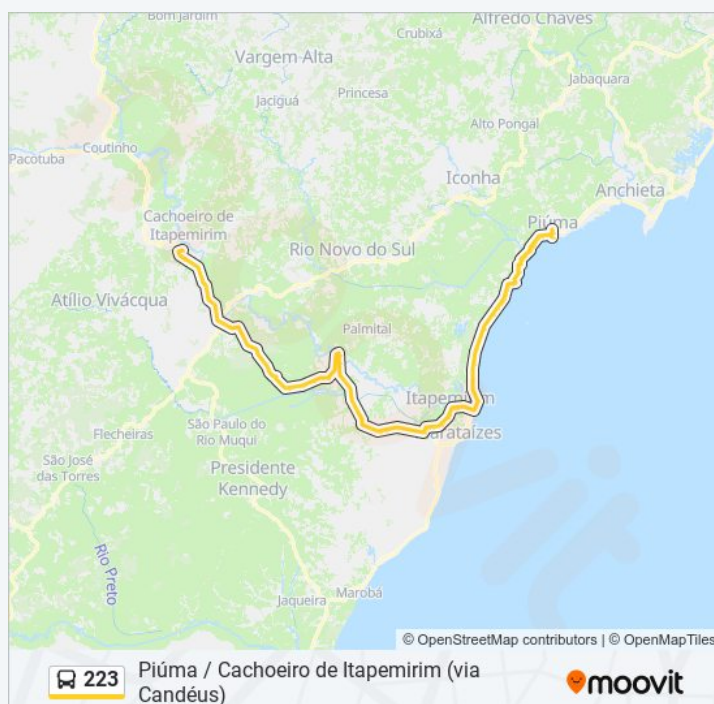 Bom Jardim
Alfredo Chaves
Crubixá
Vargem Alta
Jabaquara
Jaciguá
Princesa
Alto Pongal
Coutinho
Pacotuba
Iconha
Anchieta
Cachoeiro de
Itapemirim
Piúma
Rio Novo do Sul
Atílio Vivácqua
Palmital
Itapemirim
São Paulo do
Rio Muqui
Flecheiras
Marataízes
São José
das Torres
Presidente
Kennedy
Rio Preto
Marobá
Jaqueira
© OpenStreetMap contributors | © OpenMapTiles
223
Piúma / Cachoeiro de Itapemirim (via
Candéus)
moovit